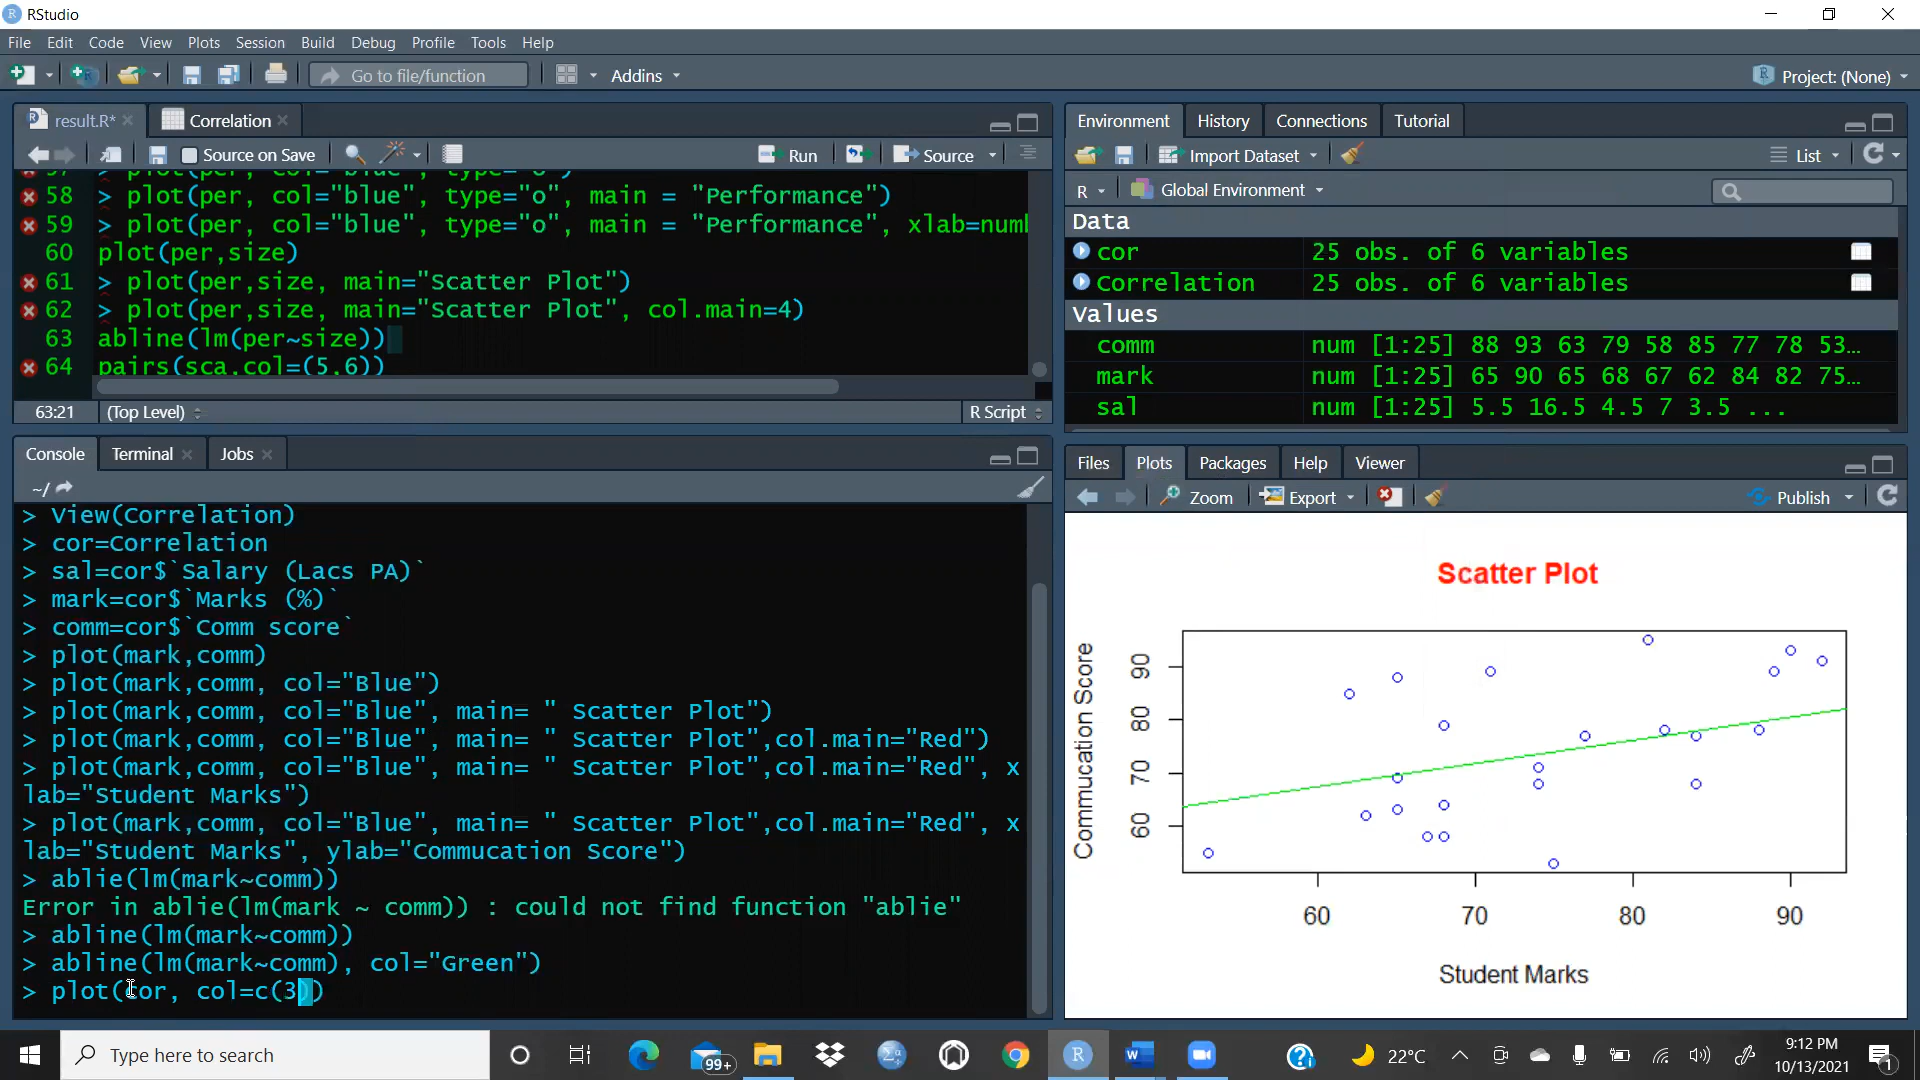 RStudio
File Edit Code View Plots Session Build Debug Profile Tools Help
Go to file/function Addins Project: (None)
result.R* Correlation
Source on Save Run Source
58 > plot(per, col="blue", type="o", main = "Performance")
59 > plot(per, col="blue", type="o", main = "Performance", xlab=numb
60 plot(per,size)
61 > plot(per,size, main="Scatter Plot")
62 > plot(per,size, main="Scatter Plot", col.main=4)
63 abline(lm(per~size))
64 pairs(sca,col=(5,6))
63:21 (Top Level) R Script
Console Terminal Jobs
~/
> View(Correlation)
> cor=Correlation
> sal=cor$`Salary (Lacs PA)`
> mark=cor$`Marks (%)`
> comm=cor$`Comm score`
> plot(mark,comm)
> plot(mark,comm, col="Blue")
> plot(mark,comm, col="Blue", main= " Scatter Plot")
> plot(mark,comm, col="Blue", main= " Scatter Plot",col.main="Red")
> plot(mark,comm, col="Blue", main= " Scatter Plot",col.main="Red", x
lab="Student Marks")
> plot(mark,comm, col="Blue", main= " Scatter Plot",col.main="Red", x
lab="Student Marks", ylab="Commucation Score")
> ablie(lm(mark~comm))
Error in ablie(lm(mark ~ comm)) : could not find function "ablie"
> abline(lm(mark~comm))
> abline(lm(mark~comm), col="Green")
> plot(cor, col=c(3))
Environment History Connections Tutorial
Import Dataset List
R Global Environment
Data
cor 25 obs. of 6 variables
Correlation 25 obs. of 6 variables
Values
comm num [1:25] 88 93 63 79 58 85 77 78 53…
mark num [1:25] 65 90 65 68 67 62 84 82 75…
sal num [1:25] 5.5 16.5 4.5 7 3.5 ...
Files Plots Packages Help Viewer
Zoom Export Publish
Scatter Plot
Commucation Score
90
80
70
60
60 70 80 90
Student Marks
Type here to search
99+
22°C
9:12 PM
10/13/2021
1